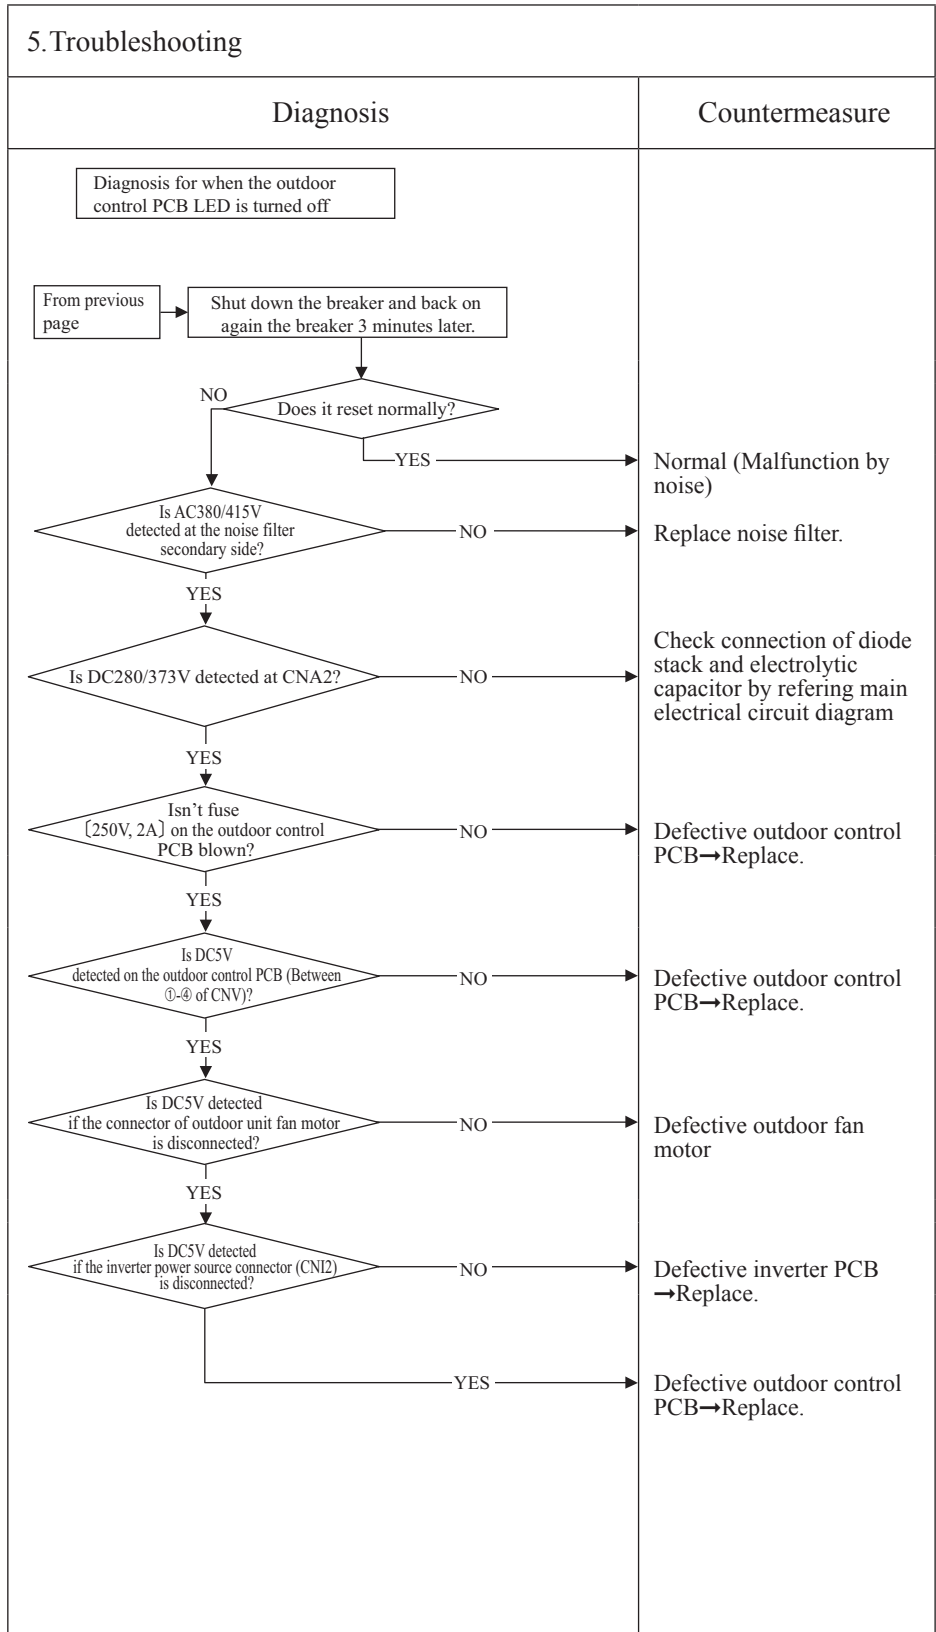 5.Troubleshooting
Diagnosis
Countermeasure
Diagnosis for when the outdoor
control PCB LED is turned off
From previous
page
Shut down the breaker and back on
again the breaker 3 minutes later.
NO
Does it reset normally?
YES
Normal (Malfunction by
noise)
Is AC380/415V
detected at the noise filter
secondary side?
NO
Replace noise filter.
YES
Is DC280/373V detected at CNA2?
NO
Check connection of diode
stack and electrolytic
capacitor by refering main
electrical circuit diagram
YES
Isn't fuse
〔250V, 2A〕 on the outdoor control
PCB blown?
NO
Defective outdoor control
PCB→Replace.
YES
Is DC5V
detected on the outdoor control PCB (Between
①-④ of CNV)?
NO
Defective outdoor control
PCB→Replace.
YES
Is DC5V detected
if the connector of outdoor unit fan motor
is disconnected?
NO
Defective outdoor fan
motor
YES
Is DC5V detected
if the inverter power source connector (CNI2)
is disconnected?
NO
Defective inverter PCB
→Replace.
YES
Defective outdoor control
PCB→Replace.